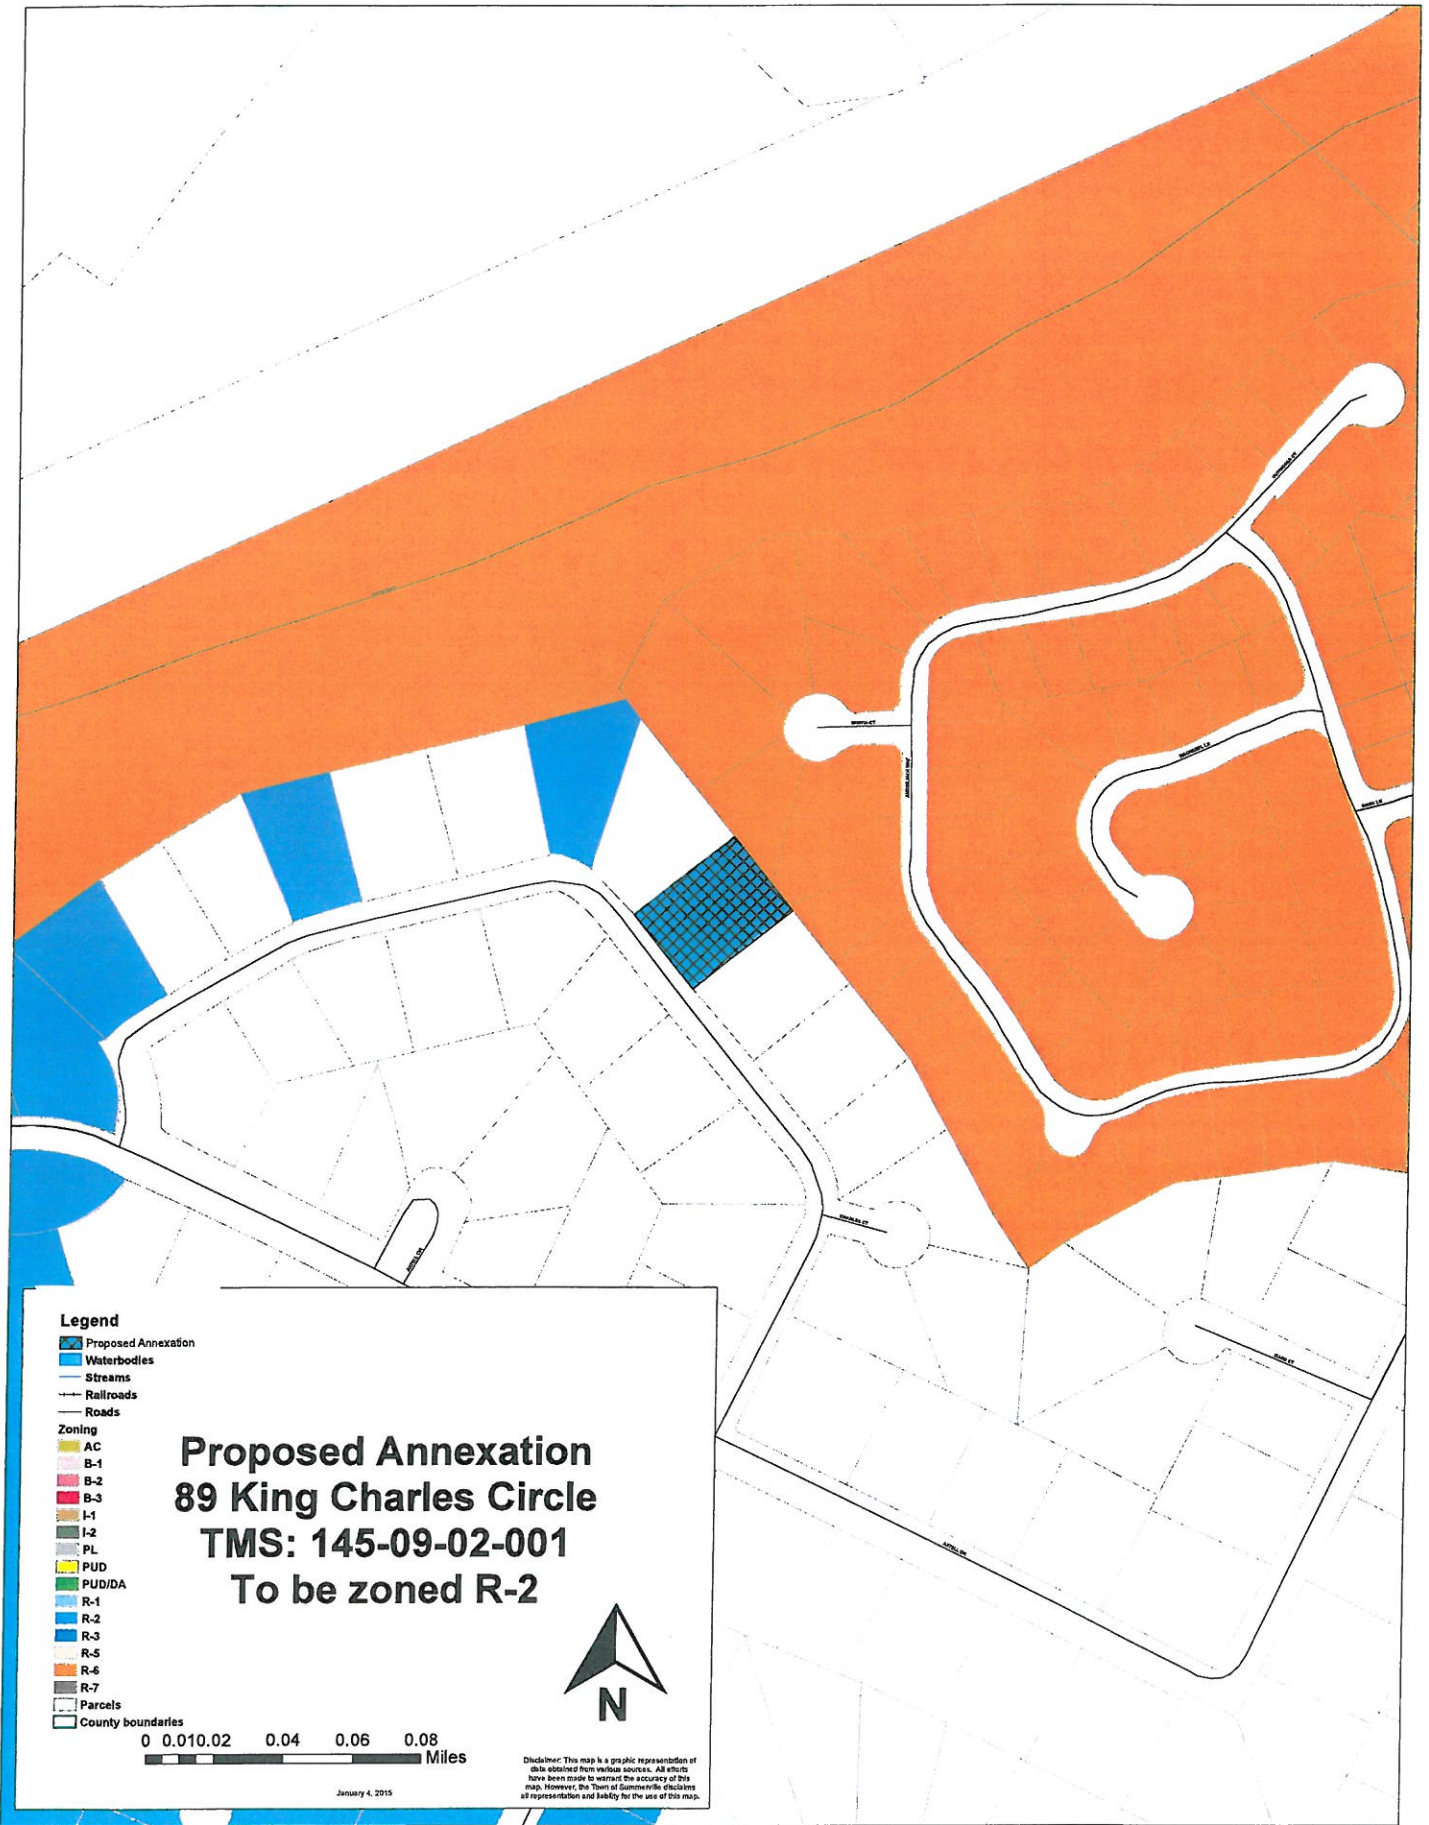 CHARLES CT
AXTELL DR
Legend
Proposed Annexation
Waterbodies
Streams
Railroads
Roads
Zoning
AC
B-1
B-2
B-3
I-1
I-2
PL
PUD
PUD/DA
R-1
R-2
R-3
R-5
R-6
R-7
Parcels
County boundaries
Proposed Annexation
89 King Charles Circle
TMS: 145-09-02-001
To be zoned R-2
N
0 0.010.02 0.04 0.06 0.08
Miles
January 4, 2015
Disclaimer: This map is a graphic representation of
data obtained from various sources. All efforts
have been made to warrant the accuracy of this
map. However, the Town of Summerville disclaims
all representation and liability for the use of this map.